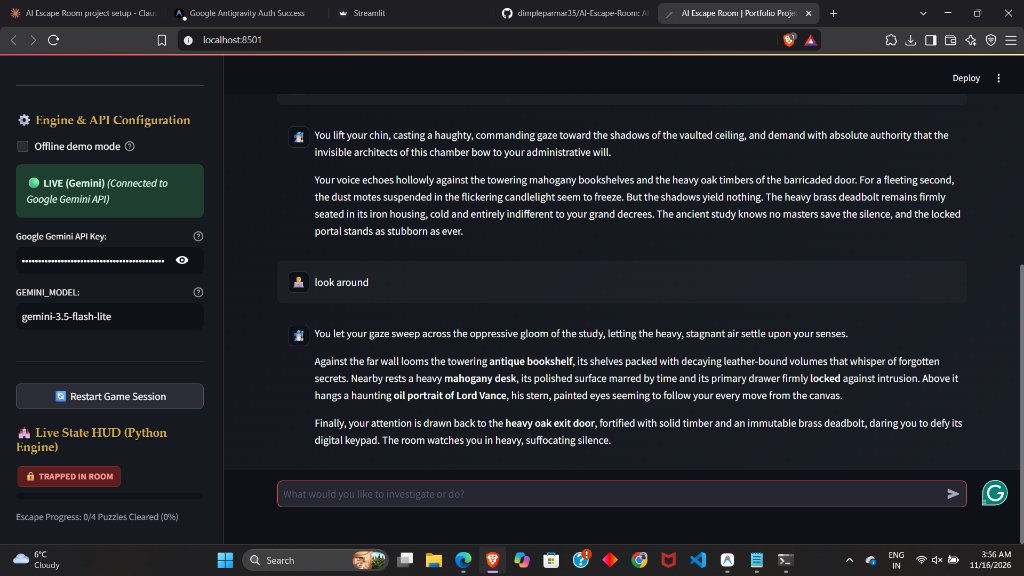 AI Escape Room project setup - Clau
Google Antigravity Auth Success
Streamlit
dimpleparmar35/AI-Escape-Room: A
AI Escape Room | Portfolio Proje
localhost:8501
Deploy
Engine & API Configuration
Offline demo mode
LIVE (Gemini) (Connected to
Google Gemini API)
Google Gemini API Key:
GEMINI_MODEL:
gemini-3.5-flash-lite
Restart Game Session
Live State HUD (Python
Engine)
TRAPPED IN ROOM
Escape Progress: 0/4 Puzzles Cleared (0%)
You lift your chin, casting a haughty, commanding gaze toward the shadows of the vaulted ceiling, and demand with absolute authority that the
invisible architects of this chamber bow to your administrative will.
Your voice echoes hollowly against the towering mahogany bookshelves and the heavy oak timbers of the barricaded door. For a fleeting second,
the dust motes suspended in the flickering candlelight seem to freeze. But the shadows yield nothing. The heavy brass deadbolt remains firmly
seated in its iron housing, cold and entirely indifferent to your grand decrees. The ancient study knows no masters save the silence, and the locked
portal stands as stubborn as ever.
look around
You let your gaze sweep across the oppressive gloom of the study, letting the heavy, stagnant air settle upon your senses.
Against the far wall looms the towering antique bookshelf, its shelves packed with decaying leather-bound volumes that whisper of forgotten
secrets. Nearby rests a heavy mahogany desk, its polished surface marred by time and its primary drawer firmly locked against intrusion. Above it
hangs a haunting oil portrait of Lord Vance, his stern, painted eyes seeming to follow your every move from the canvas.
Finally, your attention is drawn back to the heavy oak exit door, fortified with solid timber and an immutable brass deadbolt, daring you to defy its
digital keypad. The room watches you in heavy, suffocating silence.
What would you like to investigate or do?
6°C
Cloudy
Search
ENG
IN
3:56 AM
11/16/2026